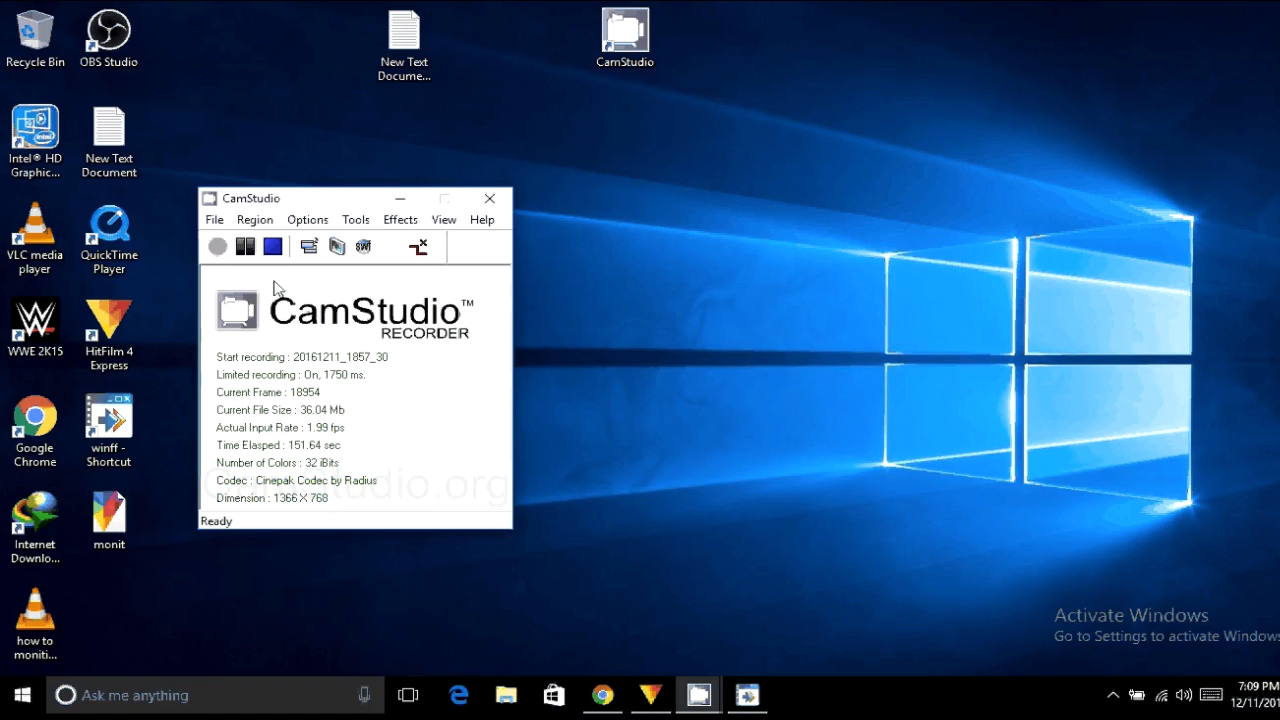 Recycle Bin
OBS Studio
New Text
Docume...
CamStudio
Intel® HD
Graphic...
New Text
Document
VLC media
player
QuickTime
Player
WWE 2K15
HitFilm 4
Express
Google
Chrome
winff -
Shortcut
Internet
Downlo...
monit
how to
moniti...
CamStudio
File Region Options Tools Effects View Help
SWF
CamStudio™
RECORDER
Start recording : 20161211_1857_30
Limited recording : On, 1750 ms.
Current Frame : 18954
Current File Size : 36.04 Mb
Actual Input Rate : 1.99 fps
Time Elasped : 151.64 sec
Number of Colors : 32 iBits
Codec : Cinepak Codec by Radius
Dimension : 1366 X 768
Ready
Activate Windows
Go to Settings to activate Windows
Ask me anything
7:09 PM
12/11/201